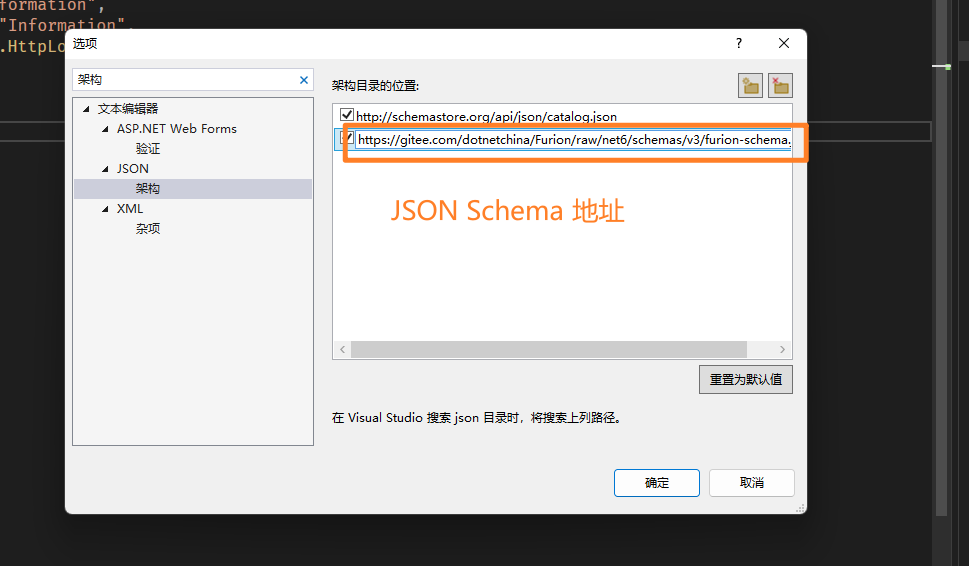 formation",
"Information",
.HttpLo
选项
?
架构
文本编辑器
ASP.NET Web Forms
验证
JSON
架构
XML
杂项
架构目录的位置:
http://schemastore.org/api/json/catalog.json
https://gitee.com/dotnetchina/Furion/raw/net6/schemas/v3/furion-schema.
JSON Schema 地址
重置为默认值
在 Visual Studio 搜索 json 目录时，将搜索上列路径。
确定
取消